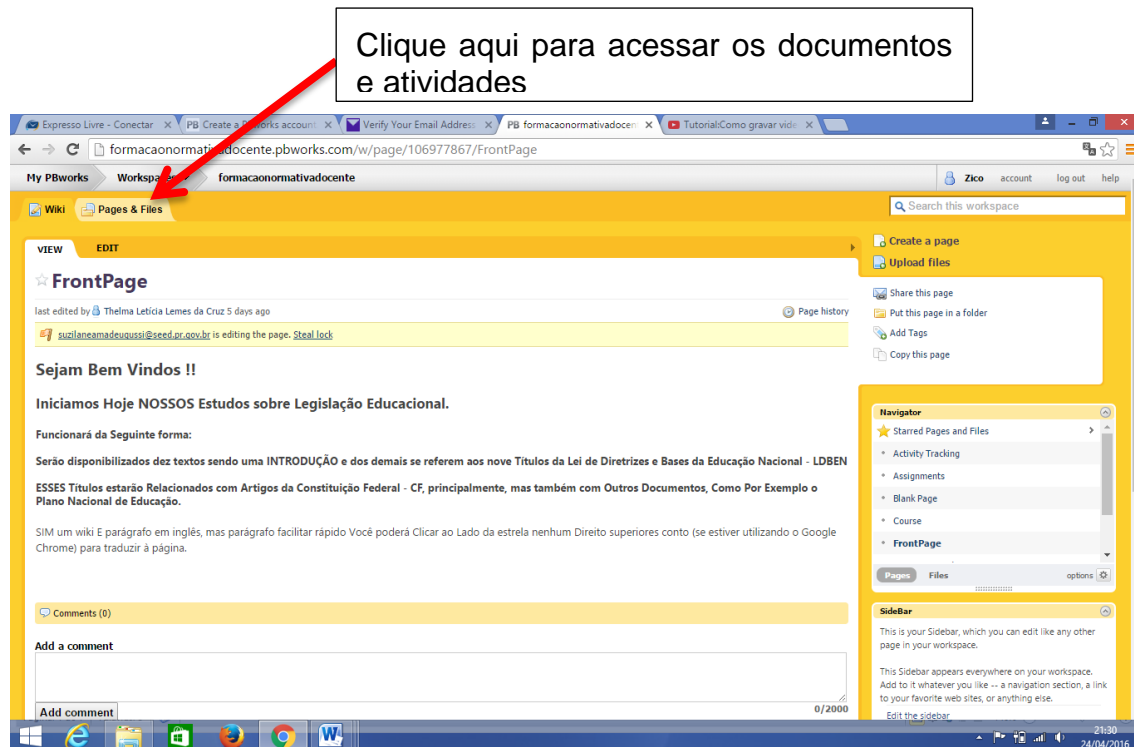 Clique aqui para acessar os documentos
e atividades
Expresso Livre - Conectar
PB Create a PBworks account
Verify Your Email Address
PB formacaonormativadocen
Tutorial:Como gravar vide
formacaonormativadocente.pbworks.com/w/page/106977867/FrontPage
My PBworks Workspaces formacaonormativadocente
Zico account log out help
Wiki Pages & Files
Search this workspace
VIEW EDIT
Create a page
Upload files
FrontPage
last edited by Thelma Letícia Lemes da Cruz 5 days ago
Page history
suzilaneamadeugussi@seed.pr.gov.br is editing the page. Steal lock
Share this page
Put this page in a folder
Add Tags
Copy this page
Sejam Bem Vindos !!
Iniciamos Hoje NOSSOS Estudos sobre Legislação Educacional.
Funcionará da Seguinte forma:
Serão disponibilizados dez textos sendo uma INTRODUÇÃO e dos demais se referem aos nove Títulos da Lei de Diretrizes e Bases da Educação Nacional - LDBEN
ESSES Títulos estarão Relacionados com Artigos da Constituição Federal - CF, principalmente, mas também com Outros Documentos, Como Por Exemplo o
Plano Nacional de Educação.
SIM um wiki E parágrafo em inglês, mas parágrafo facilitar rápido Você poderá Clicar ao Lado da estrela nenhum Direito superiores conto (se estiver utilizando o Google
Chrome) para traduzir à página.
Navigator
Starred Pages and Files
Activity Tracking
Assignments
Blank Page
Course
FrontPage
Pages Files options
Comments (0)
Add a comment
Add comment
0/2000
SideBar
This is your Sidebar, which you can edit like any other
page in your workspace.
This Sidebar appears everywhere on your workspace.
Add to it whatever you like -- a navigation section, a link
to your favorite web sites, or anything else.
Edit the sidebar
21:30
24/04/2016